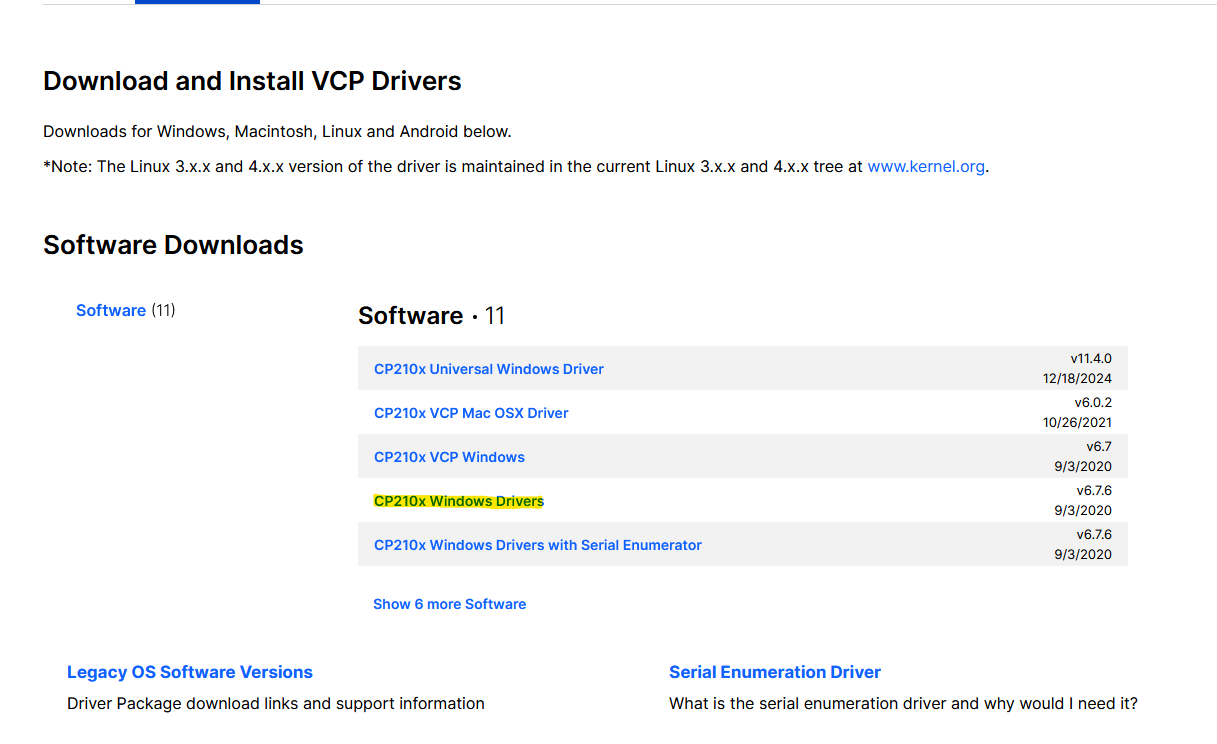 Download and Install VCP Drivers
Downloads for Windows, Macintosh, Linux and Android below.
*Note: The Linux 3.x.x and 4.x.x version of the driver is maintained in the current Linux 3.x.x and 4.x.x tree at www.kernel.org.
Software Downloads
Software (11)
Software • 11
CP210x Universal Windows Driver
v11.4.0
12/18/2024
CP210x VCP Mac OSX Driver
v6.0.2
10/26/2021
CP210x VCP Windows
v6.7
9/3/2020
CP210x Windows Drivers
v6.7.6
9/3/2020
CP210x Windows Drivers with Serial Enumerator
v6.7.6
9/3/2020
Show 6 more Software
Legacy OS Software Versions
Driver Package download links and support information
Serial Enumeration Driver
What is the serial enumeration driver and why would I need it?